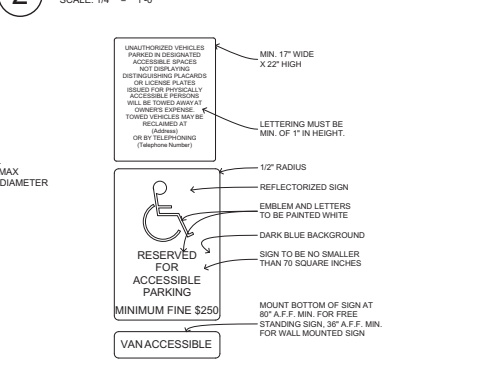 2
SCALE: 1/4" = 1'-0"
UNAUTHORIZED VEHICLES
PARKED IN DESIGNATED
ACCESSIBLE SPACES
NOT DISPLAYING
DISTINGUISHING PLACARDS
OR LICENSE PLATES
ISSUED FOR PHYSICALLY
ACCESSIBLE PERSONS
WILL BE TOWED AWAY AT
OWNER'S EXPENSE.
TOWED VEHICLES MAY BE
RECLAIMED AT
(Address)
OR BY TELEPHONING
(Telephone Number)
MIN. 17" WIDE
X 22" HIGH
LETTERING MUST BE
MIN. OF 1" IN HEIGHT.
MAX
DIAMETER
1/2" RADIUS
REFLECTORIZED SIGN
EMBLEM AND LETTERS
TO BE PAINTED WHITE
DARK BLUE BACKGROUND
SIGN TO BE NO SMALLER
THAN 70 SQUARE INCHES
RESERVED
FOR
ACCESSIBLE
PARKING
MINIMUM FINE $250
MOUNT BOTTOM OF SIGN AT
80" A.F.F. MIN. FOR FREE
STANDING SIGN, 36" A.F.F. MIN.
FOR WALL MOUNTED SIGN
VAN ACCESSIBLE